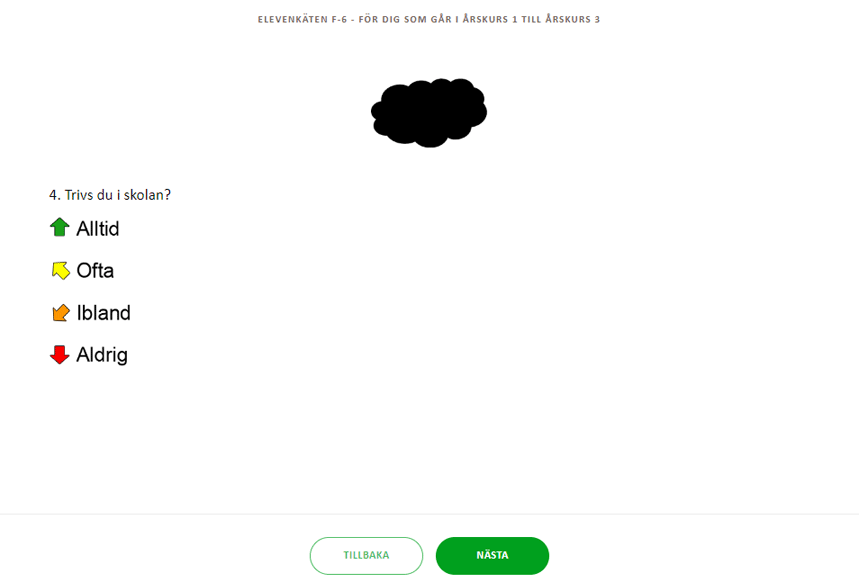 ELEVENKÄTEN F-6 - FÖR DIG SOM GÅR I ÅRSKURS 1 TILL ÅRSKURS 3
4. Trivs du i skolan?
Alltid
Ofta
Ibland
Aldrig
TILLBAKA
NÄSTA